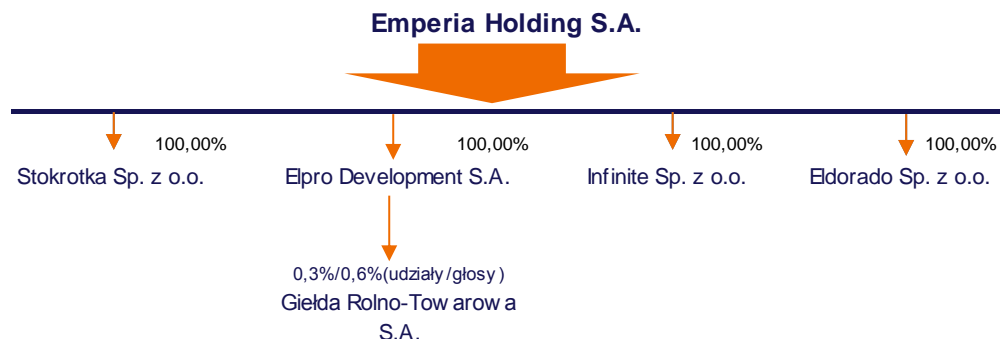 Emperia Holding S.A.
100,00% 100,00% 100,00% 100,00%
Stokrotka Sp. z o.o. Elpro Development S.A. Infinite Sp. z o.o. Eldorado Sp. z o.o.
0,3%/0,6%(udziały/głosy)
Giełda Rolno-Towarowa
S.A.